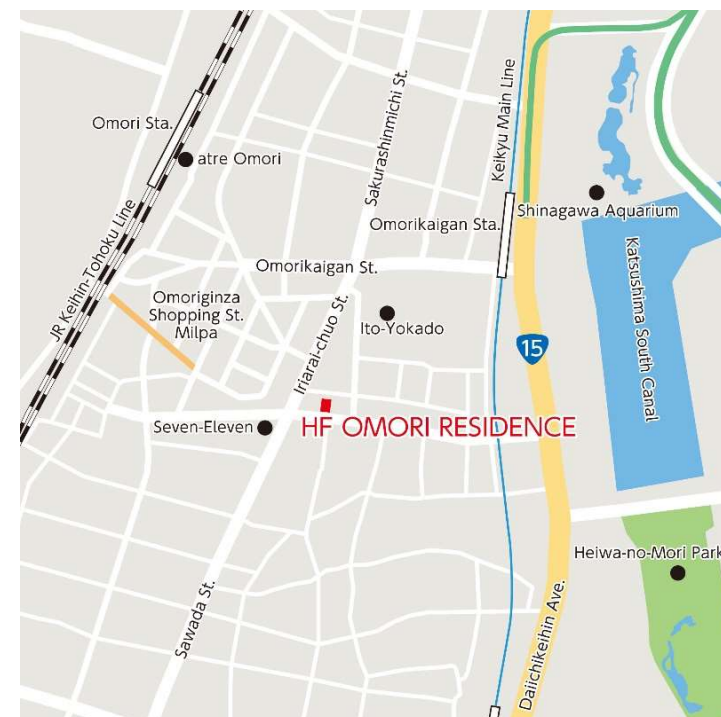 Omori Sta.
atre Omori
JR Keihin-Tohoku Line
Sakurashinmichi St.
Keikyu Main Line
Shinagawa Aquarium
Omorikaigan Sta.
Omorikaigan St.
Katsushima South Canal
Omoriginza
Shopping St.
Milpa
Iriarai-chuo St.
Ito-Yokado
15
Seven-Eleven
HF OMORI RESIDENCE
Heiwa-no-Mori Park
Sawada St.
Daiichikeihin Ave.